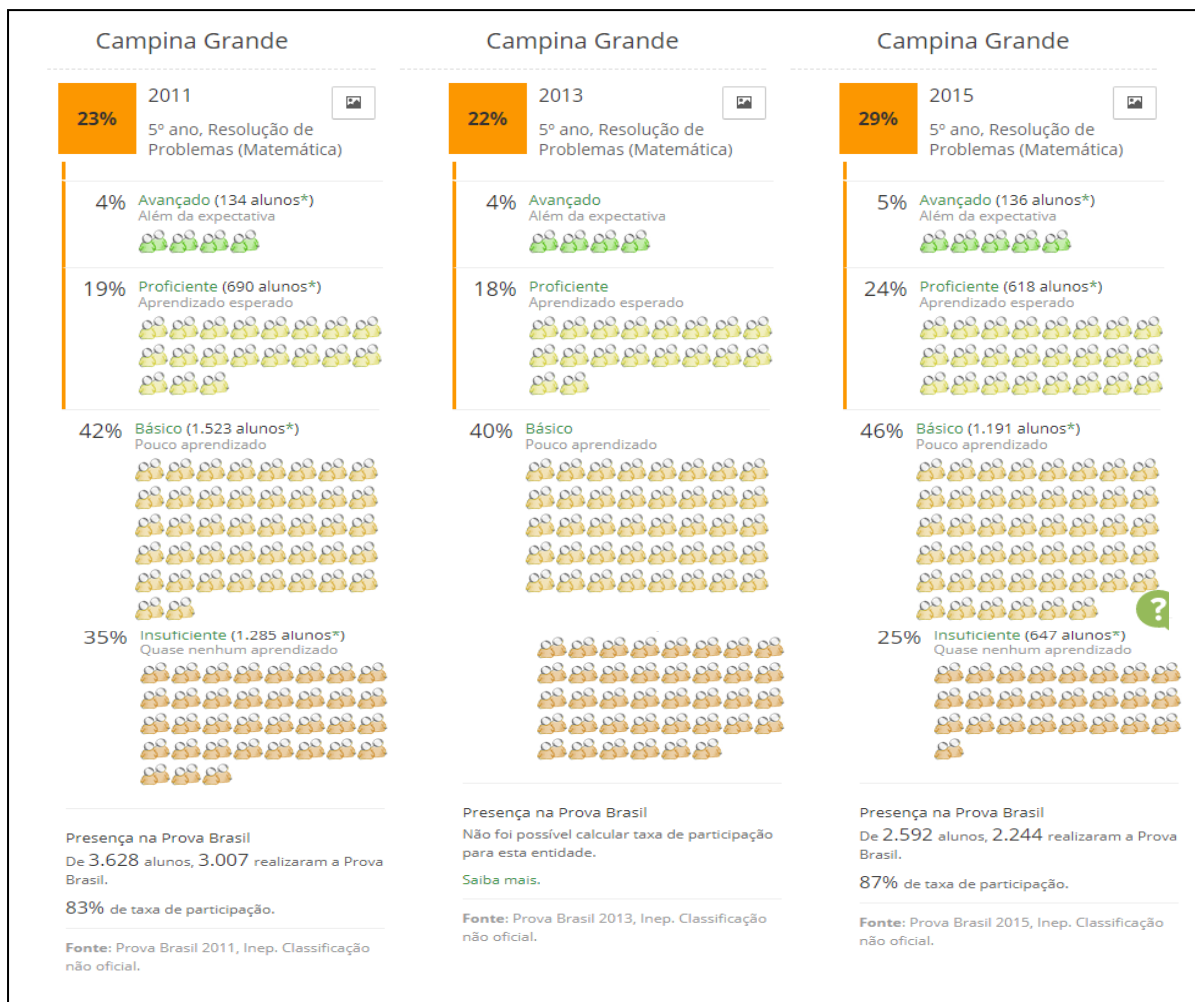 Campina Grande
23%
2011
5º ano, Resolução de
Problemas (Matemática)
4% Avançado (134 alunos*)
Além da expectativa
19% Proficiente (690 alunos*)
Aprendizado esperado
42% Básico (1.523 alunos*)
Pouco aprendizado
35% Insuficiente (1.285 alunos*)
Quase nenhum aprendizado
Presença na Prova Brasil
De 3.628 alunos, 3.007 realizaram a Prova
Brasil.
83% de taxa de participação.
Fonte: Prova Brasil 2011, Inep. Classificação
não oficial.
Campina Grande
22%
2013
5º ano, Resolução de
Problemas (Matemática)
4% Avançado
Além da expectativa
18% Proficiente
Aprendizado esperado
40% Básico
Pouco aprendizado
Presença na Prova Brasil
Não foi possível calcular taxa de participação
para esta entidade.
Saiba mais.
Fonte: Prova Brasil 2013, Inep. Classificação
não oficial.
Campina Grande
29%
2015
5º ano, Resolução de
Problemas (Matemática)
5% Avançado (136 alunos*)
Além da expectativa
24% Proficiente (618 alunos*)
Aprendizado esperado
46% Básico (1.191 alunos*)
Pouco aprendizado
?
25% Insuficiente (647 alunos*)
Quase nenhum aprendizado
Presença na Prova Brasil
De 2.592 alunos, 2.244 realizaram a Prova
Brasil.
87% de taxa de participação.
Fonte: Prova Brasil 2015, Inep. Classificação
não oficial.